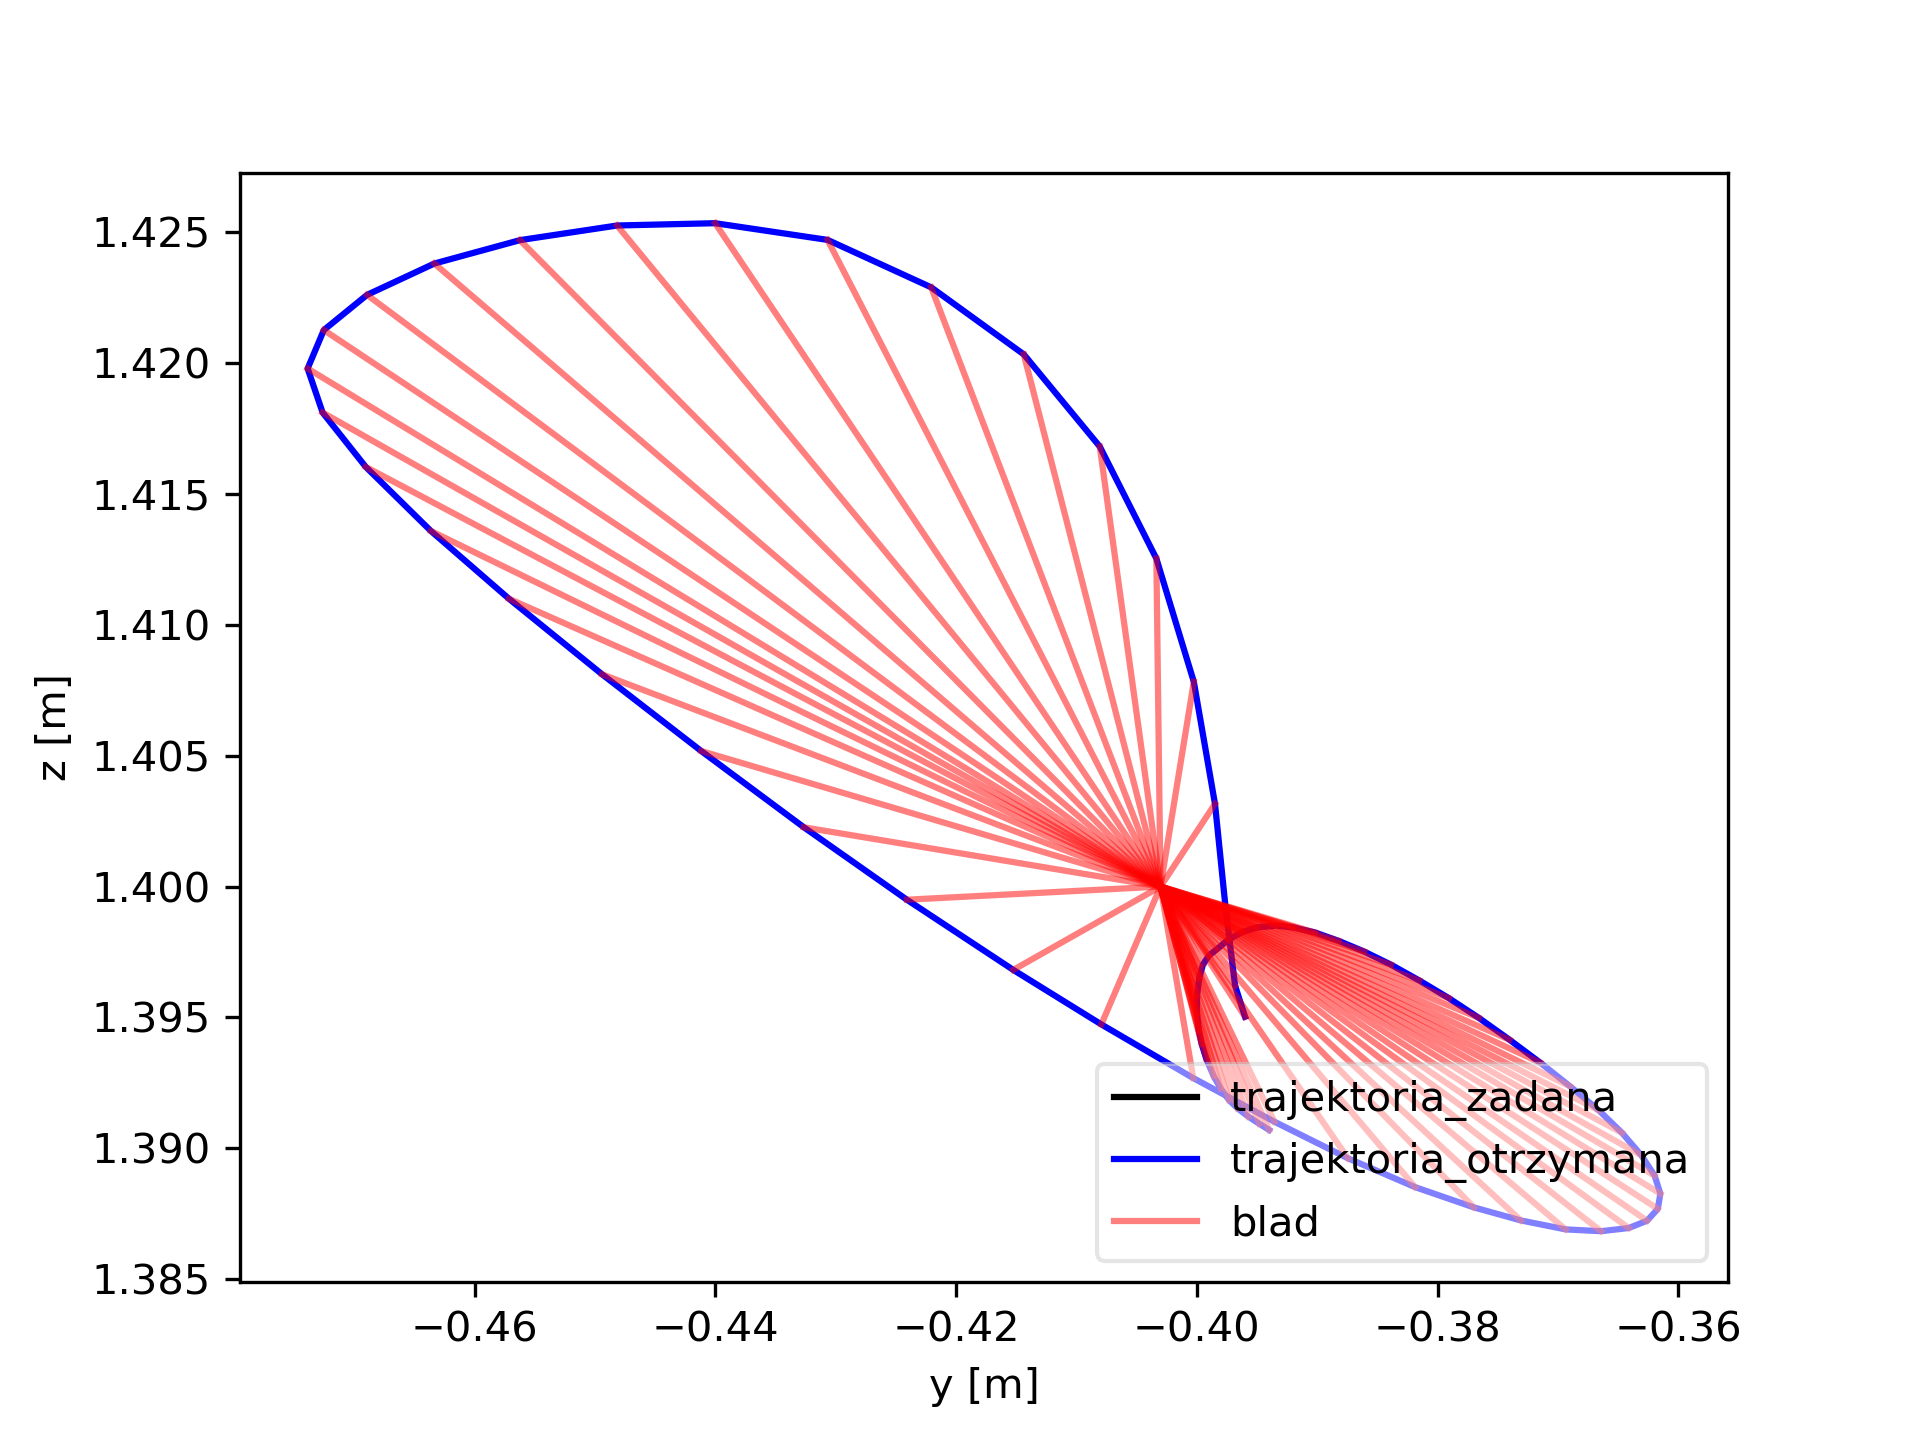 1.425
1.420
1.415
1.410
1.405
1.400
1.395
1.390
1.385
z [m]
trajektoria_zadana
trajektoria_otrzymana
blad
−0.46 −0.44 −0.42 −0.40 −0.38 −0.36
y [m]